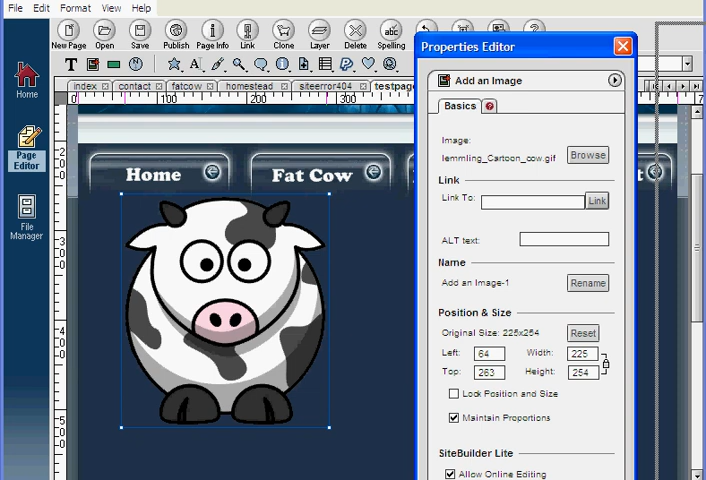 File Edit Format View Help
Properties Editor
New Page Open Save Publish Page Info Link Clone Layer Delete Spelling
Add an Image
Home
index contact fatcow homestead siteerror404 testpage
0 100 200 300
Basics
Page Editor
File Manager
Image:
lemmling_Cartoon_cow.gif Browse
Home Fat Cow
Link
Link To: Link
ALT text:
Name
Add an Image-1 Rename
Position & Size
Original Size: 225x254 Reset
Left: 64 Width: 225
Top: 263 Height: 254
Lock Position and Size
Maintain Proportions
SiteBuilder Lite
Allow Online Editing